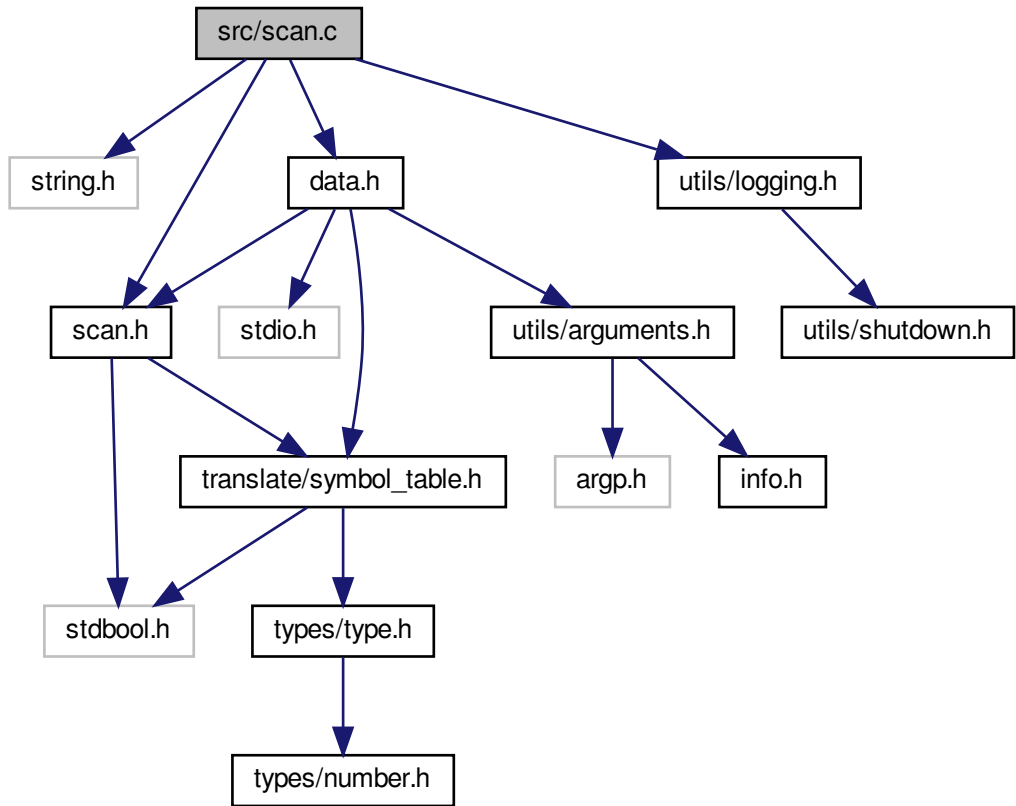 src/scan.c
string.h
data.h
utils/logging.h
scan.h
stdio.h
utils/arguments.h
utils/shutdown.h
translate/symbol_table.h
argp.h
info.h
stdbool.h
types/type.h
types/number.h